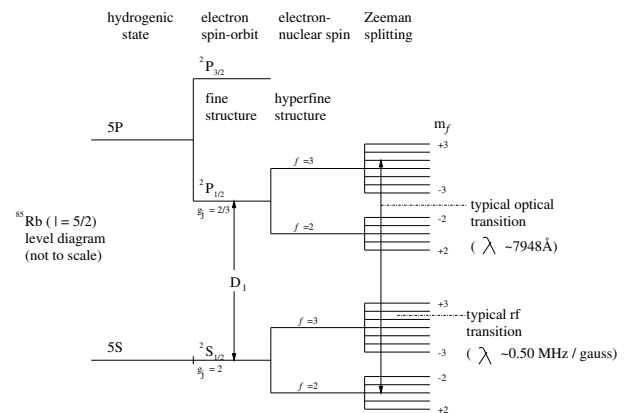 hydrogenic state
electron spin-orbit
electron-nuclear spin
Zeeman splitting
²P₃/₂
fine structure
hyperfine structure
5P
m_f
+3
f =3
-3
²P₁/₂
g_j = 2/3
-2
f =2
+2
typical optical transition
( λ ~7948Å)
⁸⁵Rb ( I = 5/2)
level diagram
(not to scale)
D₁
+3
f =3
-3
typical rf transition
( λ ~0.50 MHz / gauss)
5S
²S₁/₂
g_j = 2
-2
f =2
+2